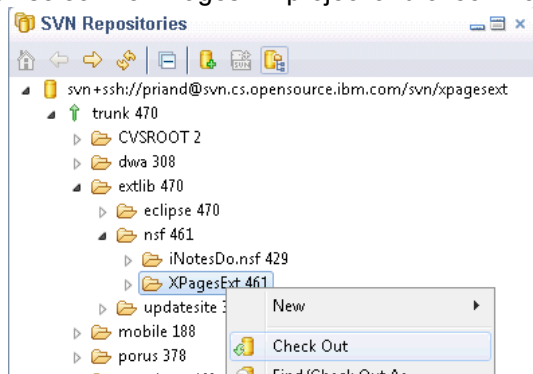 SVN Repositories
svn+ssh://priand@svn.cs.opensource.ibm.com/svn/xpagesext
trunk 470
CVSROOT 2
dwa 308
extlib 470
eclipse 470
nsf 461
iNotesDo.nsf 429
XPagesExt 461
updatesite
New
mobile 188
Check Out
porus 378